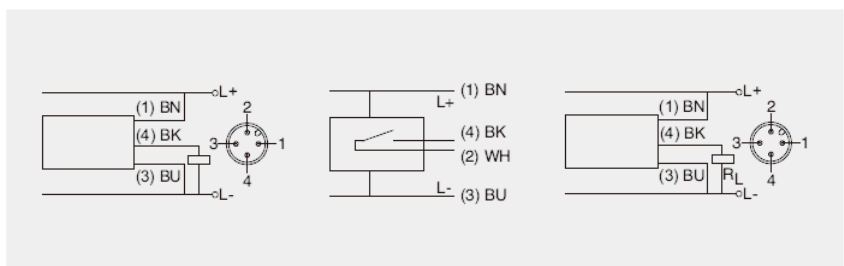 L+
(1) BN
2
(4) BK
3
1
(3) BU
4
L-
(1) BN
L+
(4) BK
(2) WH
L-
(3) BU
L+
(1) BN
2
(4) BK
3
1
(3) BU
RL
4
L-